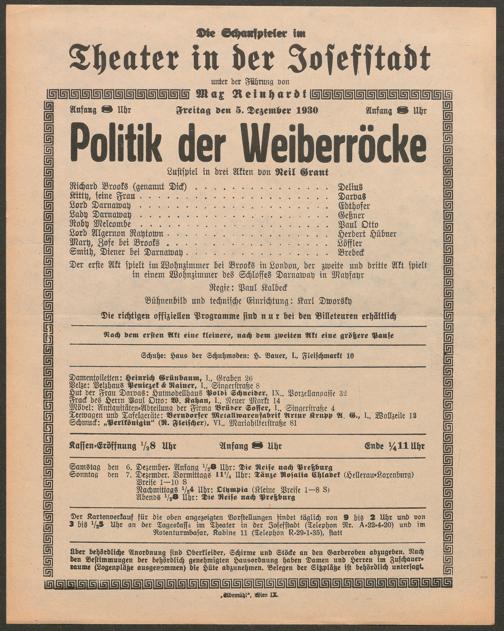 Die Schauspieler im
Theater in der Josefstadt
unter der Führung von
Max Reinhardt
Anfang 8 Uhr Freitag den 5. Dezember 1930 Anfang 8 Uhr
Politik der Weiberröcke
Lustspiel in drei Akten von Neil Grant
Richard Brooks (genannt Dick) . . . Delius
Kitty, seine Frau . . . Darvas
Lord Darnaway . . . Edthofer
Lady Darnaway . . . Geßner
Roby Melcombe . . . Paul Otto
Lord Algernon Raytown . . . Herbert Hübner
Mary, Zofe bei Brooks . . . Löffler
Smith, Diener bei Darnaway . . . Bredeck
Der erste Akt spielt im Wohnzimmer bei Brooks in London, der zweite und dritte Akt spielt
in einem Wohnzimmer des Schlosses Darnaway in Mayfayr
Regie: Paul Kalbeck
Bühnenbild und technische Einrichtung: Karl Dworsky
Die richtigen offiziellen Programme sind nur bei den Billeteuren erhältlich
Nach dem ersten Akt eine kleinere, nach dem zweiten Akt eine größere Pause
Schuhe: Haus der Schuhmoden: H. Bauer, I., Fleischmarkt 10
Damentoiletten: Heinrich Grünbaum, I., Graben 26
Pelze: Pelzhaus Penizek & Rainer, I., Singerstraße 8
Hut der Frau Darvas: Hutmodellhaus Poldi Schneider, IX., Porzellangasse 32
Frack des Herrn Paul Otto: W. Kahan, I., Neuer Markt 14
Möbel: Antiquitäten-Abteilung der Firma Brüder Soffer, I., Singerstraße 4
Teewagen und Tafelgeräte: Berndorfer Metallwarenfabrik Artur Krupp A. G., I., Wollzeile 12
Schmuck: „Perlkönigin" (R. Fleischer), VI., Mariahilferstraße 81
Kassen-Eröffnung ½8 Uhr Anfang 8 Uhr Ende ¼11 Uhr
Samstag den 6. Dezember. Anfang ½8 Uhr: Die Reise nach Preßburg
Sonntag den 7. Dezember. Vormittags 11¼ Uhr: Tänze Rosalia Chladek (Hellerau-Laxenburg)
Preise 1—10 S
Nachmittags ½4 Uhr: Olympia (Kleine Preise 1—8 S)
Abends ½8 Uhr: Die Reise nach Preßburg
Der Kartenverkauf für die oben angezeigten Vorstellungen findet täglich von 9 bis 2 Uhr und von
3 bis ½5 Uhr an der Tageskassa im Theater in der Josefstadt (Telephon Nr. A-22-4-20) und im
Rotenturmbasar, Kabine 11 (Telephon R-29-1-35), statt
Über behördliche Anordnung sind Oberkleider, Schirme und Stöcke an den Garderoben abzugeben. Nach
den Bestimmungen der behördlich genehmigten Hausordnung haben Damen und Herren im Zuschauer-
raume (Logenplätze ausgenommen) die Hüte abzunehmen. Belegen der Sitzplätze ist behördlich untersagt.
„Elbemühl", Wien IX.